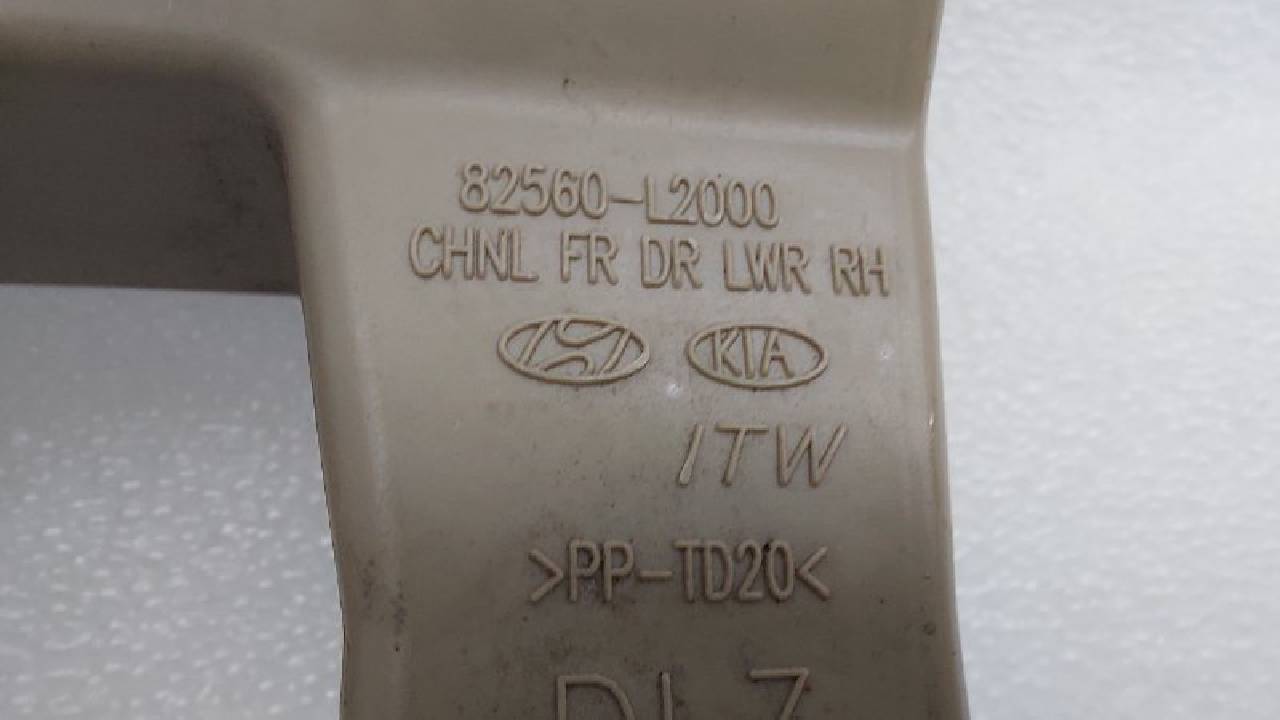 82560-L2000
CHNL FR DR LWR RH
KIA
ITW
>PP-TD20<